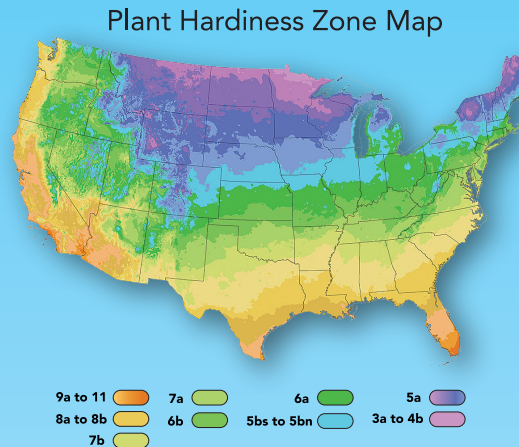 Plant Hardiness Zone Map
9a to 11 7a 6a 5a
8a to 8b 6b 5bs to 5bn 3a to 4b
7b